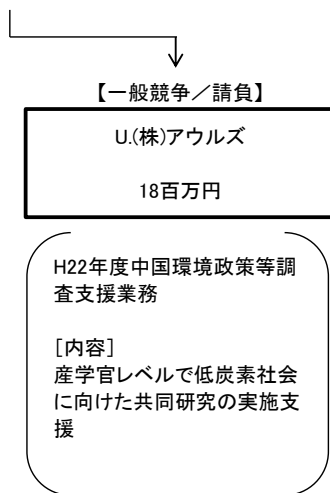 【一般競争／請負】
U.(株)アウルズ
18百万円
H22年度中国環境政策等調
査支援業務
［内容］
産学官レベルで低炭素社会
に向けた共同研究の実施支
援